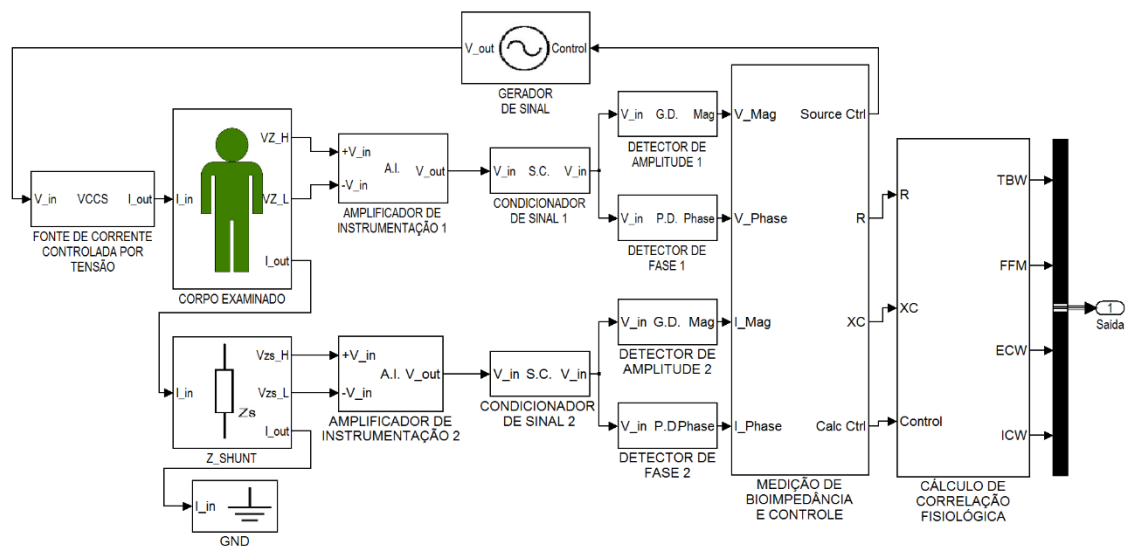 V_out
Control
GERADOR
DE SINAL
V_in
VCCS
I_out
FONTE DE CORRENTE
CONTROLADA POR
TENSÃO
I_in
VZ_H
VZ_L
I_out
CORPO EXAMINADO
+V_in
-V_in
A.I.
V_out
AMPLIFICADOR DE
INSTRUMENTAÇÃO 1
V_in S.C. V_in
CONDICIONADOR
DE SINAL 1
V_in G.D. Mag
DETECTOR DE
AMPLITUDE 1
V_in P.D. Phase
DETECTOR DE
FASE 1
I_in
Vzs_H
Vzs_L
I_out
Zs
Z_SHUNT
+V_in
-V_in
A.I. V_out
AMPLIFICADOR DE
INSTRUMENTAÇÃO 2
V_in S.C. V_in
CONDICIONADOR
DE SINAL 2
V_in G.D. Mag
DETECTOR DE
AMPLITUDE 2
V_in P.D.Phase
DETECTOR DE
FASE 2
I_in
GND
V_Mag
V_Phase
I_Mag
I_Phase
Source Ctrl
R
XC
Calc Ctrl
MEDIÇÃO DE
BIOIMPEDÂNCIA
E CONTROLE
R
XC
Control
TBW
FFM
ECW
ICW
CÁLCULO DE
CORRELAÇÃO
FISIOLÓGICA
1
Saida